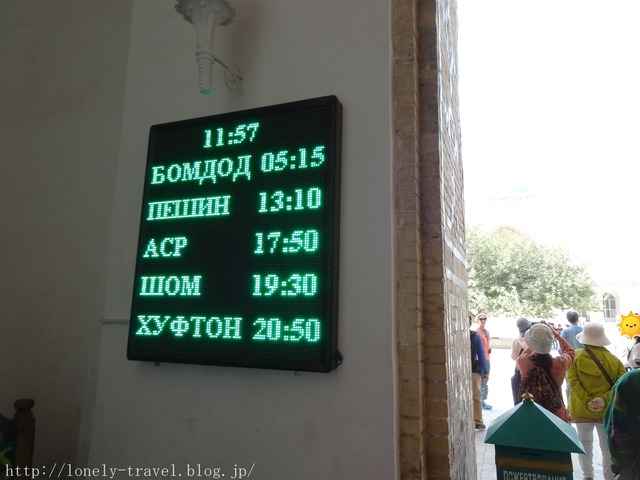 11:57
БОМДОД 05:15
ПЕШИН 13:10
АСР 17:50
ШОМ 19:30
ХУФТОН 20:50
ПОЖЕРТВОВАНИЯ
http://lonely-travel.blog.jp/